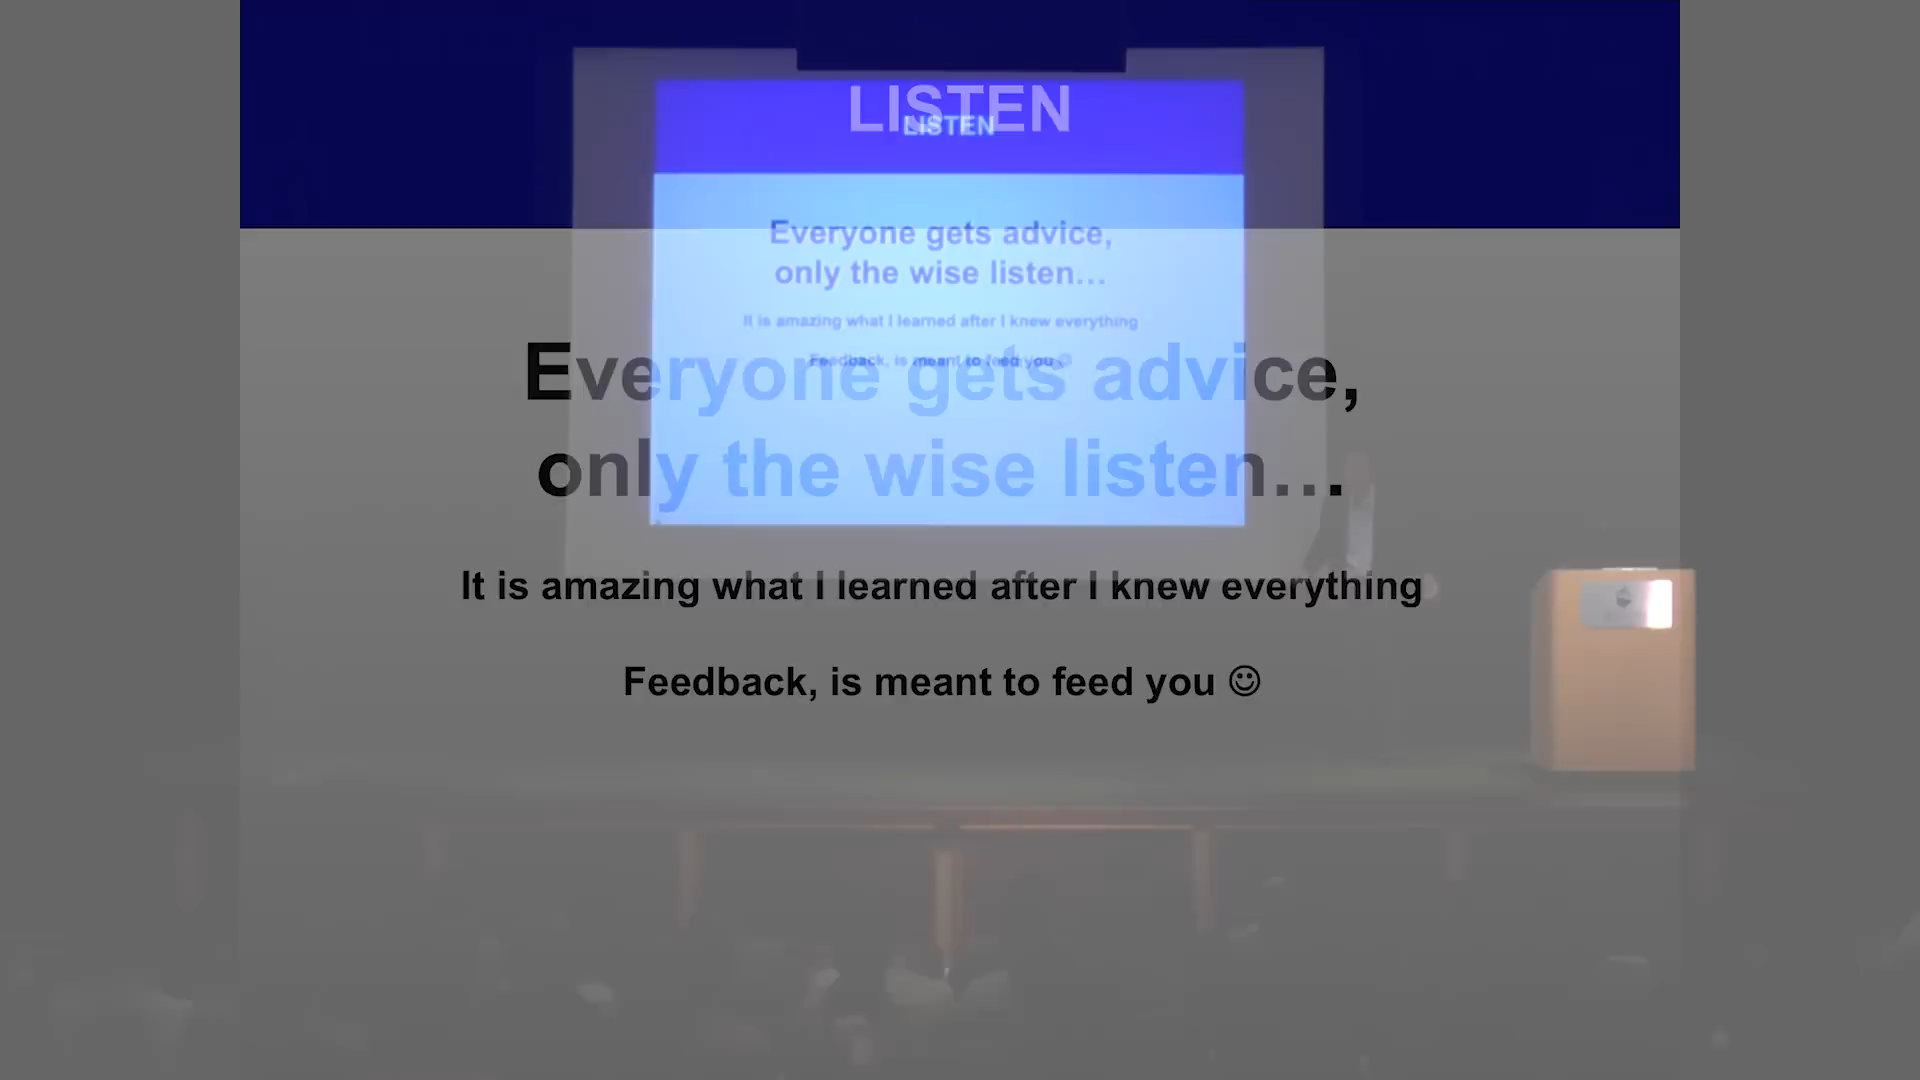 LISTEN
LISTEN
Everyone gets advice,
only the wise listen…
It is amazing what I learned after I knew everything
Feedback, is meant to feed you ☺
Everyone gets advice,
only the wise listen…
It is amazing what I learned after I knew everything
Feedback, is meant to feed you ☺